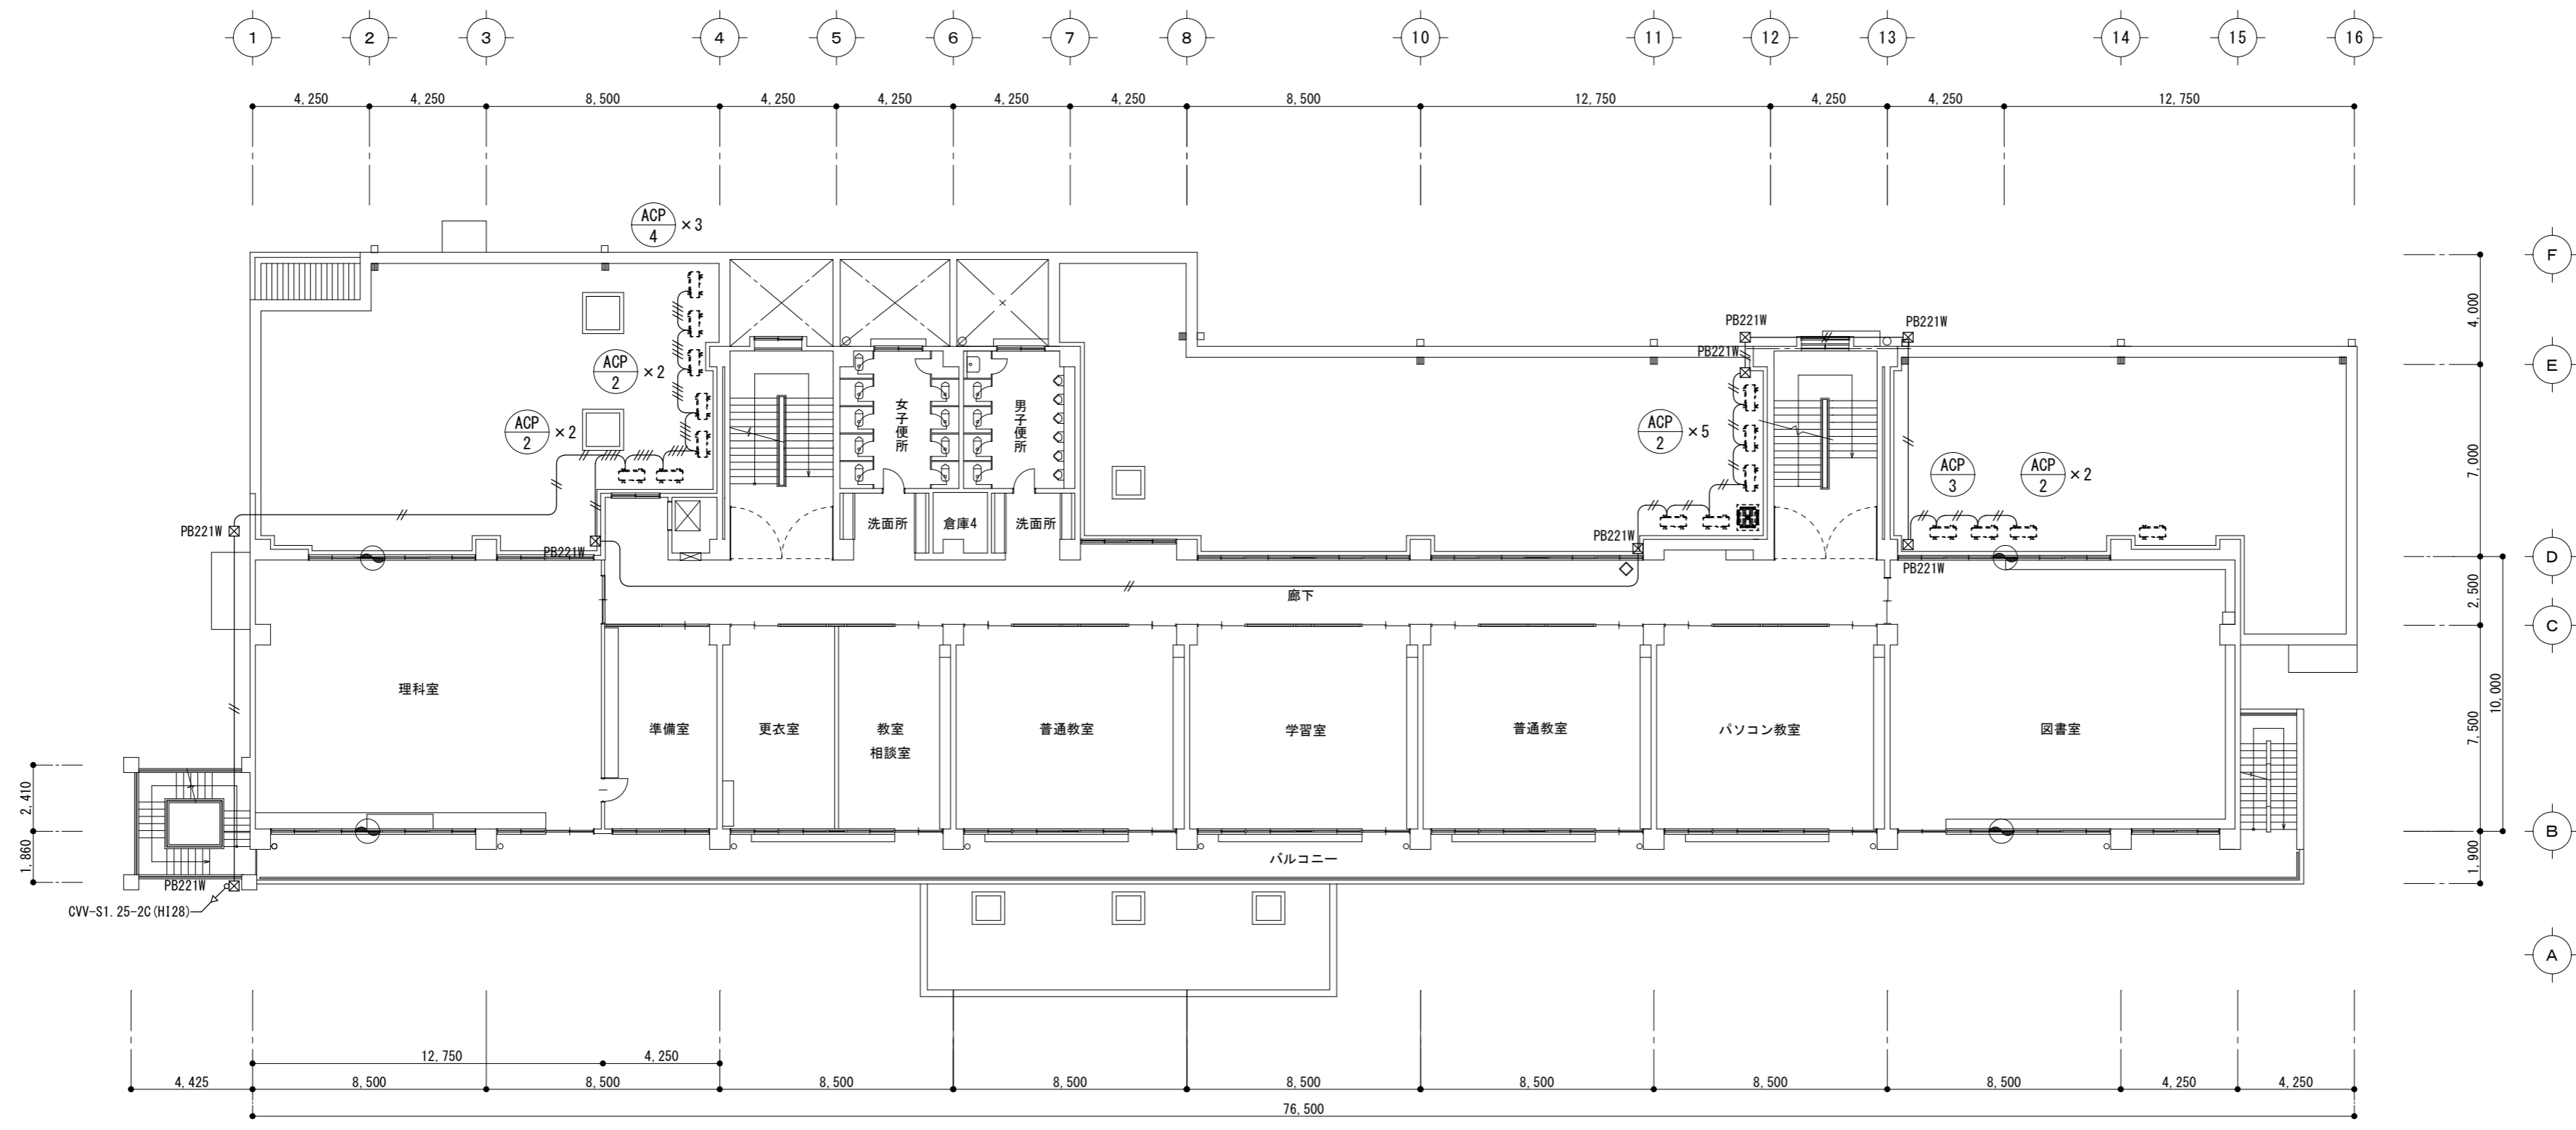 1 2 3 4 5 6 7 8 10 11 12 13 14 15 16
4,250 4,250 8,500 4,250 4,250 4,250 4,250 8,500 12,750 4,250 4,250 12,750
ACP
4
×3
F
4,000
PB221W
PB221W
PB221W
E
ACP
2
×2
ACP
2
×2
女子便所
男子便所
ACP
2
×5
ACP
3
ACP
2
×2
7,000
PB221W
PB221W
洗面所
倉庫4
洗面所
PB221W
PB221W
D
廊下
2,500
C
理科室
準備室
更衣室
教室
相談室
普通教室
学習室
普通教室
パソコン教室
図書室
7,500
10,000
2,410
1,860
B
バルコニー
1,900
PB221W
CVV-S1.25-2C(HI28)
A
12,750 4,250
4,425 8,500 8,500 8,500 8,500 8,500 8,500 8,500 8,500 4,250 4,250
76,500